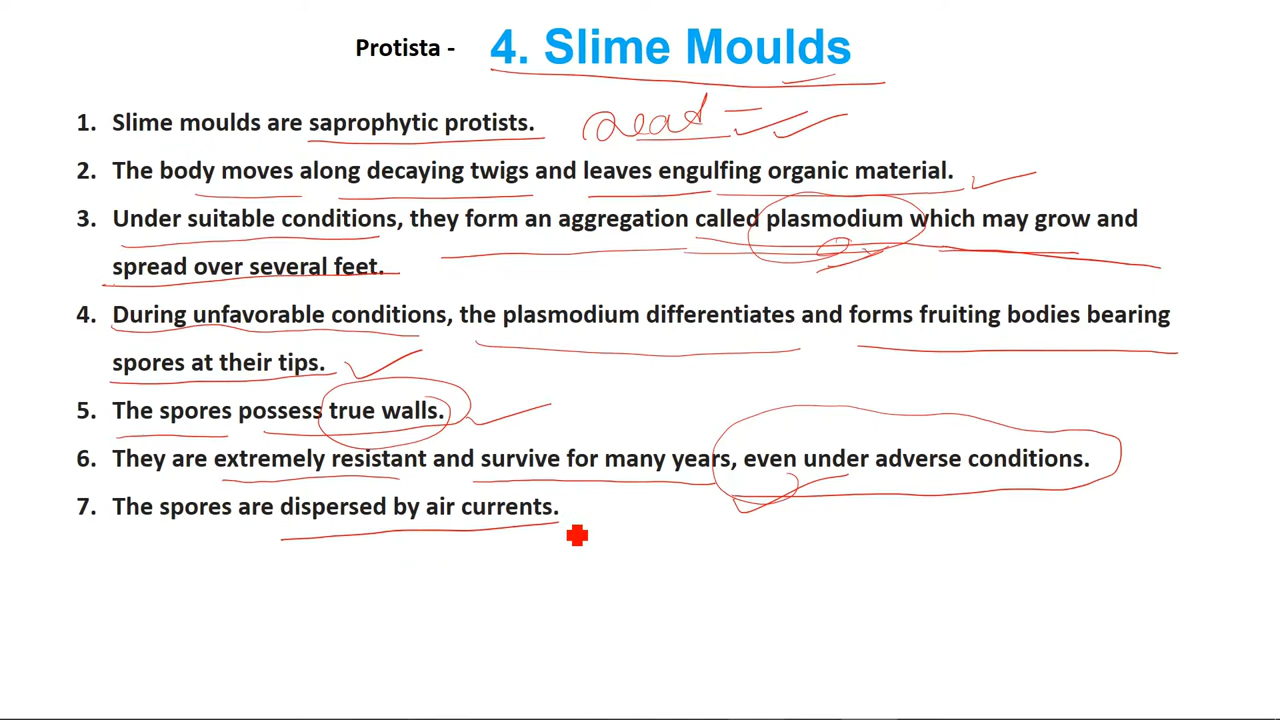 Protista - 4. Slime Moulds
1. Slime moulds are saprophytic protists. dead
2. The body moves along decaying twigs and leaves engulfing organic material.
3. Under suitable conditions, they form an aggregation called plasmodium which may grow and
spread over several feet.
4. During unfavorable conditions, the plasmodium differentiates and forms fruiting bodies bearing
spores at their tips.
5. The spores possess true walls.
6. They are extremely resistant and survive for many years, even under adverse conditions.
7. The spores are dispersed by air currents.